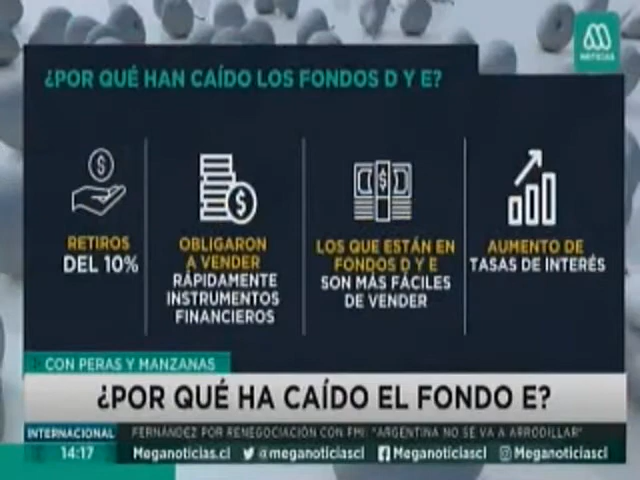 NOTICIAS
¿POR QUÉ HAN CAÍDO LOS FONDOS D Y E?
RETIROS
DEL 10%
OBLIGARON
A VENDER
RÁPIDAMENTE
INSTRUMENTOS
FINANCIEROS
LOS QUE ESTÁN EN
FONDOS D Y E
SON MÁS FÁCILES
DE VENDER
AUMENTO DE
TASAS DE INTERÉS
CON PERAS Y MANZANAS
¿POR QUÉ HA CAÍDO EL FONDO E?
INTERNACIONAL FERNÁNDEZ POR RENEGOCIACIÓN CON FMI: "ARGENTINA NO SE VA A ARRODILLAR"
14:17 Meganoticias.cl @meganoticiascl Meganoticiascl Meganoticiascl